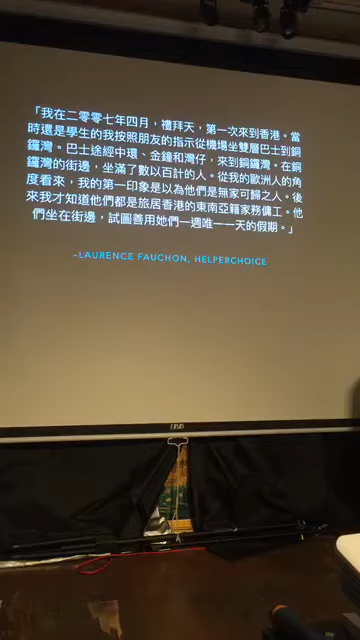 「我在二零零七年四月，禮拜天，第一次來到香港。當
時還是學生的我按照朋友的指示從機場坐雙層巴士到銅
鑼灣。巴士途經中環、金鐘和灣仔，來到銅鑼灣。在銅
鑼灣的街邊，坐滿了數以百計的人。從我的歐洲人的角
度看來，我的第一印象是以為他們是無家可歸之人。後
來我才知道他們都是旅居香港的東南亞籍家務傭工。他
們坐在街邊，試圖善用她們一週唯一一天的假期。」
~LAURENCE FAUCHON, HELPERCHOICE